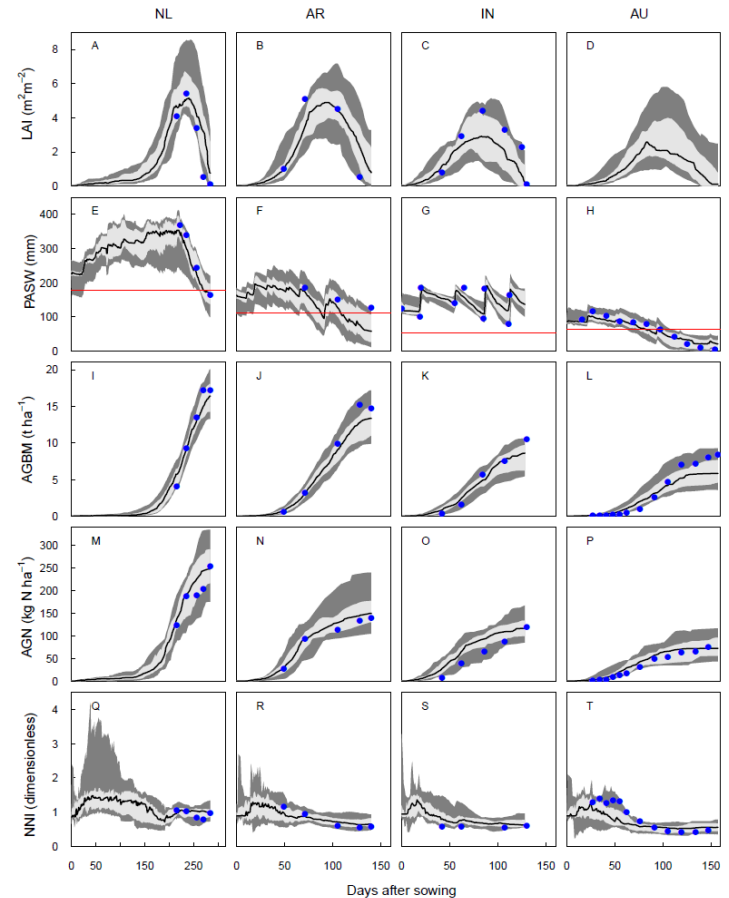 NL AR IN AU
LAI (m²m⁻²)
8
6
4
2
0
A B C D
PASW (mm)
400
300
200
100
0
E F G H
AGBM (t ha⁻¹)
20
15
10
5
0
I J K L
AGN (kg N ha⁻¹)
300
250
200
150
100
50
0
M N O P
NNI (dimensionless)
4
3
2
1
0
Q R S T
0 50 150 250 0 50 100 150 0 50 100 150 0 50 100 150
Days after sowing